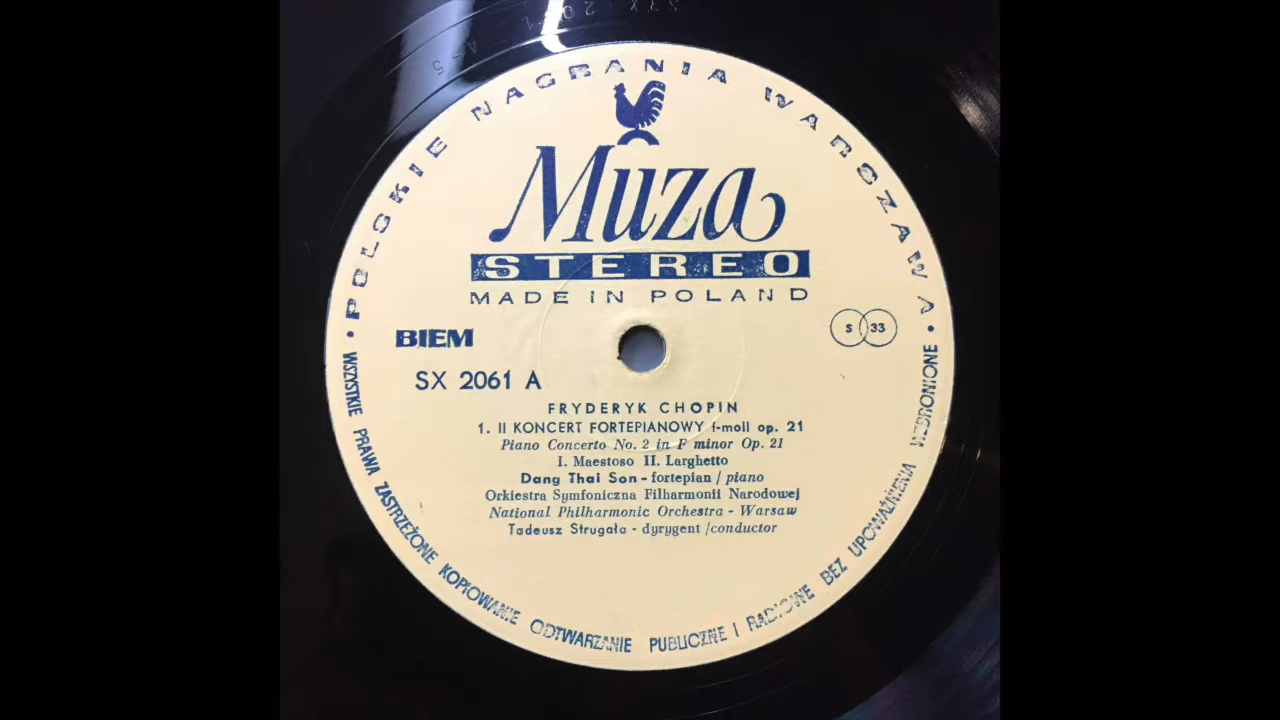 POLSKIE NAGRANIA WARSZAWA
Muza
STEREO
MADE IN POLAND
BIEM
S 33
SX 2061 A
FRYDERYK CHOPIN
1. II KONCERT FORTEPIANOWY f-moll op. 21
Piano Concerto No. 2 in F minor Op. 21
I. Maestoso II. Larghetto
Dang Thai Son - fortepian / piano
Orkiestra Symfoniczna Filharmonii Narodowej
National Philharmonic Orchestra - Warsaw
Tadeusz Strugała - dyrygent /conductor
• WSZYSTKIE PRAWA ZASTRZEŻONE KOPIOWANIE ODTWARZANIE PUBLICZNE I RADIOWE BEZ UPOWAŻNIENIA WZBRONIONE •